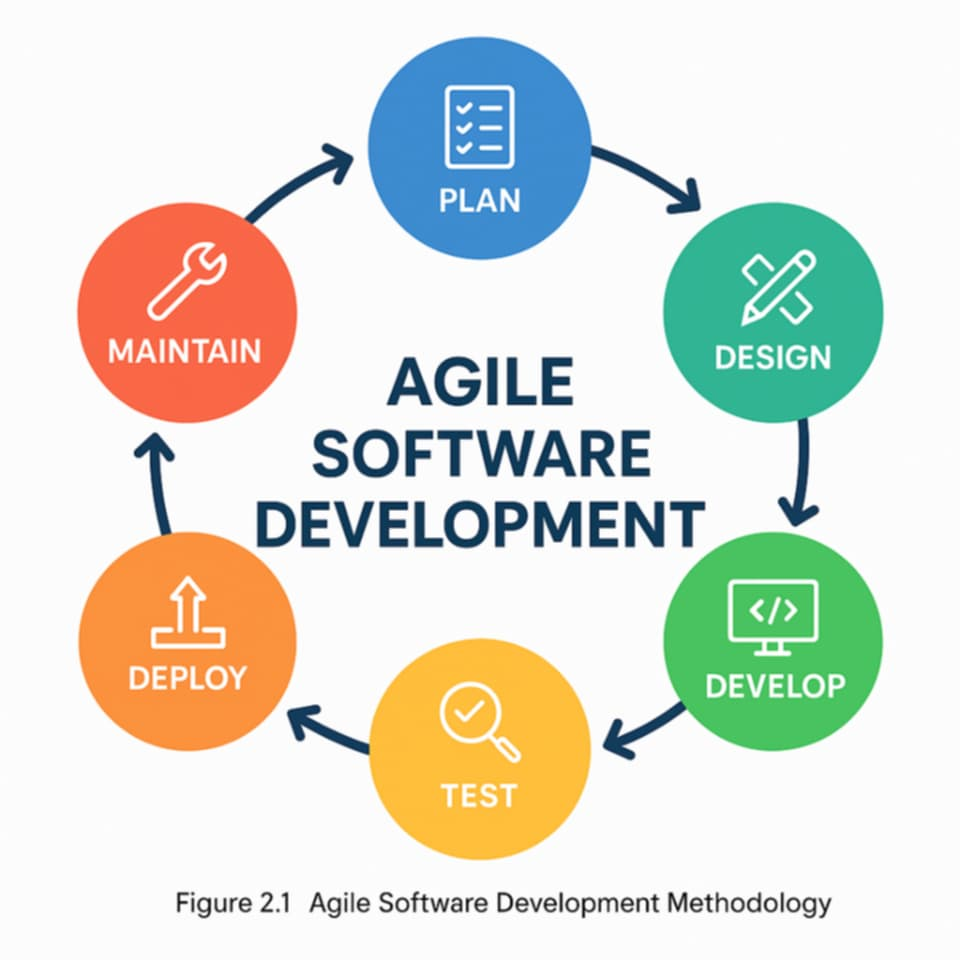 PLAN
DESIGN
DEVELOP
TEST
DEPLOY
MAINTAIN
AGILE
SOFTWARE
DEVELOPMENT
Figure 2.1 Agile Software Development Methodology